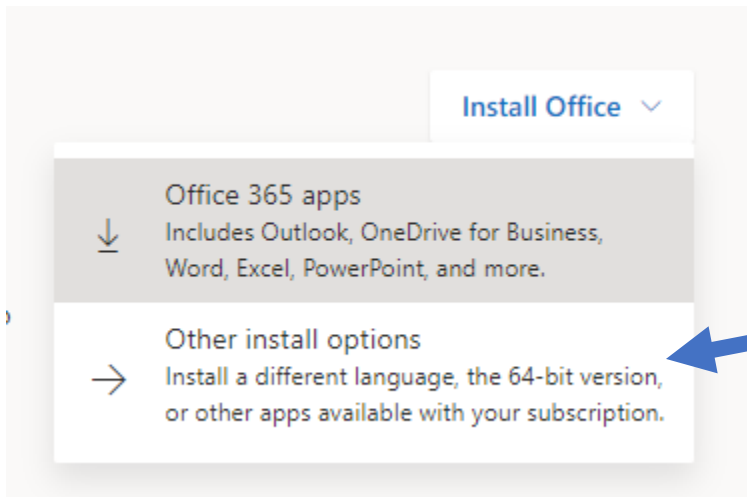 Install Office
Office 365 apps
Includes Outlook, OneDrive for Business,
Word, Excel, PowerPoint, and more.
Other install options
Install a different language, the 64-bit version,
or other apps available with your subscription.